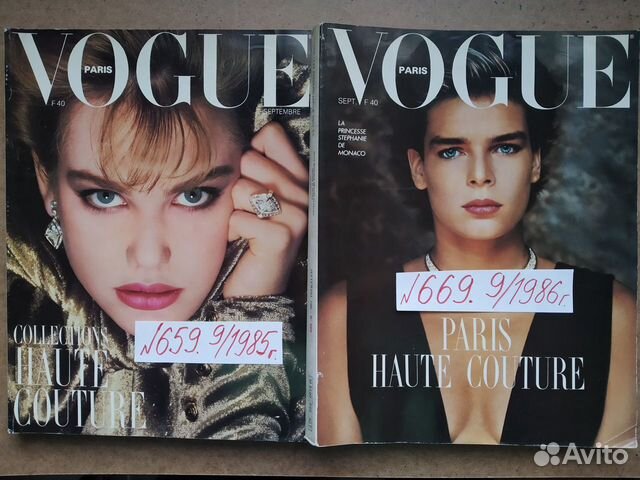 VOGUE
PARIS
F 40
SEPTEMBRE
COLLECTIONS
HAUTE
COUTURE
N659. 9/1985г.
VOGUE
PARIS
SEPT. F 40
LA
PRINCESSE
STEPHANIE
DE
MONACO
N669. 9/1986г.
PARIS
HAUTE COUTURE
Avito